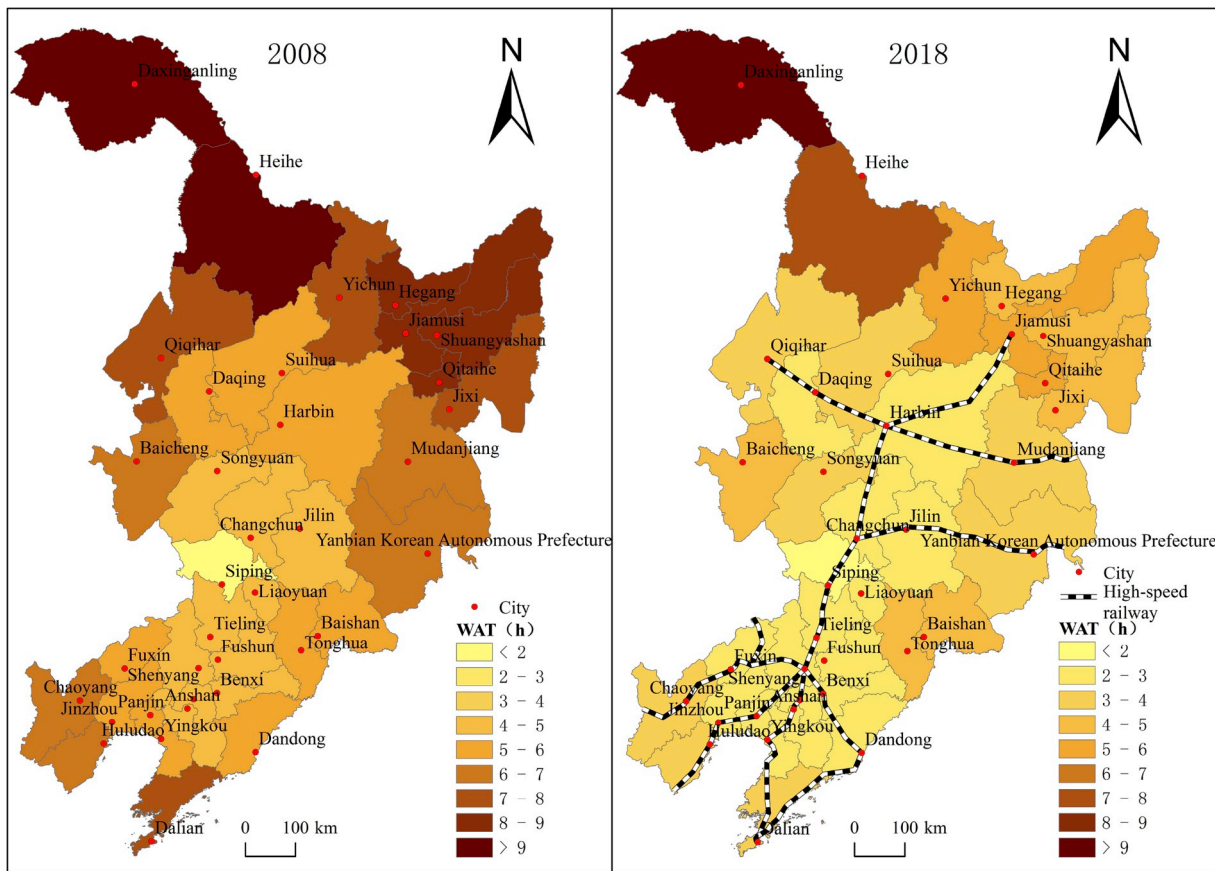 2008
N
Daxinganling
Heihe
Yichun
Hegang
Jiamusi
Shuangyashan
Qiqihar
Suihua
Qitaihe
Daqing
Jixi
Harbin
Baicheng
Mudanjiang
Songyuan
Jilin
Changchun
Yanbian Korean Autonomous Prefecture
Siping
Liaoyuan
Tieling
Baishan
Fushun
Tonghua
Fuxin
Shenyang
Benxi
Chaoyang
Anshan
Panjin
Jinzhou
Yingkou
Huludao
Dandong
Dalian
0 100 km
City
WAT（h）
< 2
2 - 3
3 - 4
4 - 5
5 - 6
6 - 7
7 - 8
8 - 9
> 9
2018
N
Daxinganling
Heihe
Yichun
Hegang
Jiamusi
Shuangyashan
Qiqihar
Suihua
Qitaihe
Daqing
Jixi
Harbin
Baicheng
Mudanjiang
Songyuan
Jilin
Changchun
Yanbian Korean Autonomous Prefecture
Siping
Liaoyuan
Tieling
Baishan
Fushun
Tonghua
Fuxin
Shenyang
Benxi
Chaoyang
Anshan
Panjin
Jinzhou
Yingkou
Huludao
Dandong
Dalian
0 100 km
City
High-speed
railway
WAT（h）
< 2
2 - 3
3 - 4
4 - 5
5 - 6
6 - 7
7 - 8
8 - 9
> 9